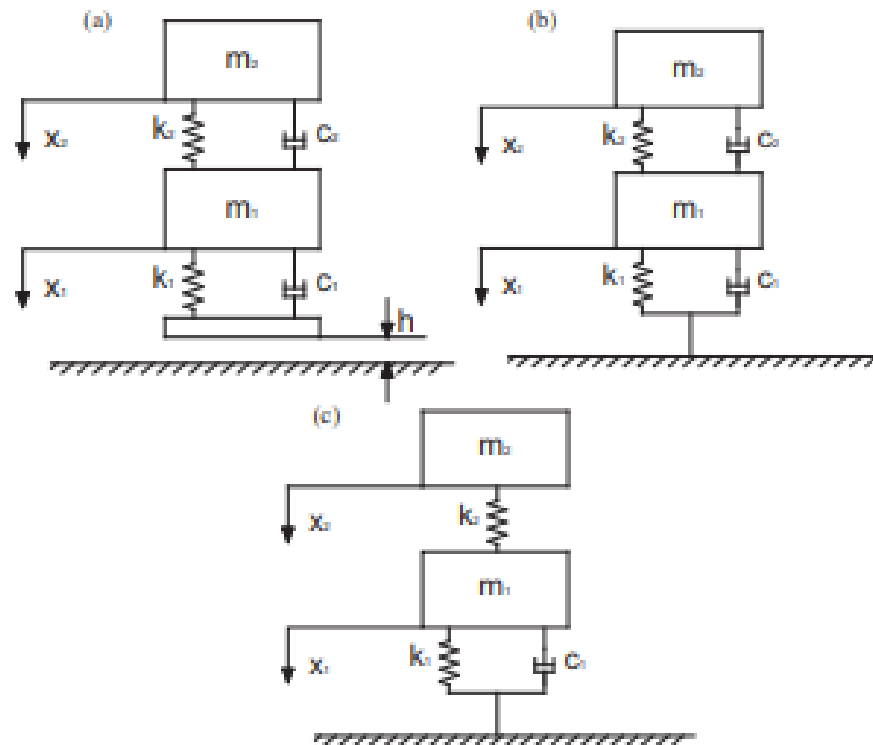 (a)
m₂
x₂
k₂
c₂
m₁
x₁
k₁
c₁
h
(b)
m₂
x₂
k₂
c₂
m₁
x₁
k₁
c₁
(c)
m₂
x₂
k₂
m₁
x₁
k₁
c₁